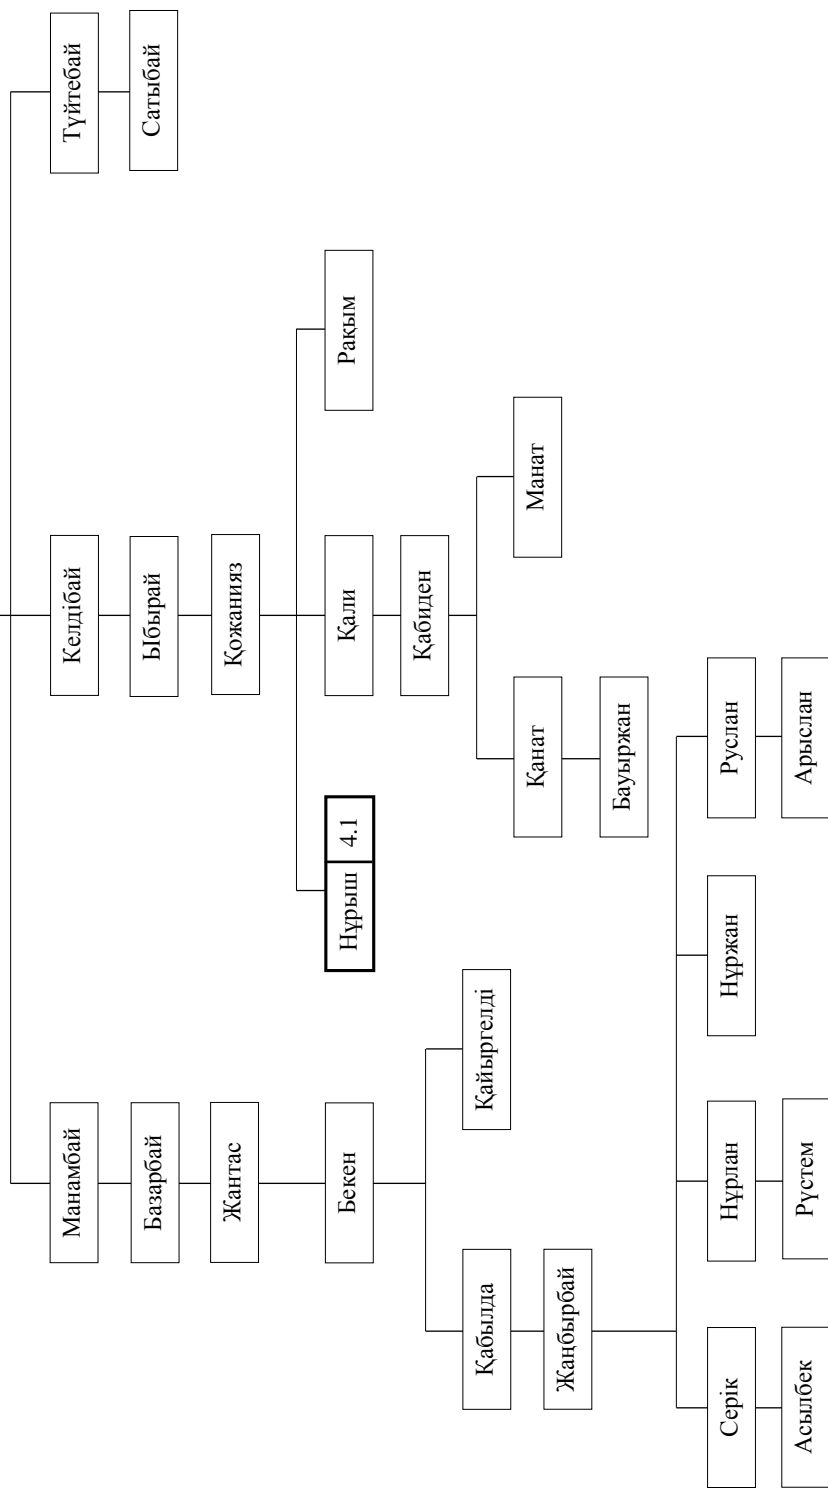 Манамбай
Келдібай
Түйтебай
Базарбай
Ыбырай
Сатыбай
Жантас
Қожанияз
Бекен
Нұрыш 4.1
Қали
Рақым
Қабиден
Қабылда
Қайыргелді
Қанат
Манат
Жаңбырбай
Бауыржан
Серік
Нұрлан
Нұржан
Руслан
Асылбек
Рүстем
Арыслан